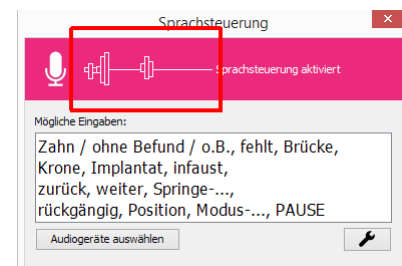 Sprachsteuerung
Sprachsteuerung aktiviert
Mögliche Eingaben:
Zahn / ohne Befund / o.B., fehlt, Brücke,
Krone, Implantat, infaust,
zurück, weiter, Springe-...,
rückgängig, Position, Modus-..., PAUSE
Audiogeräte auswählen